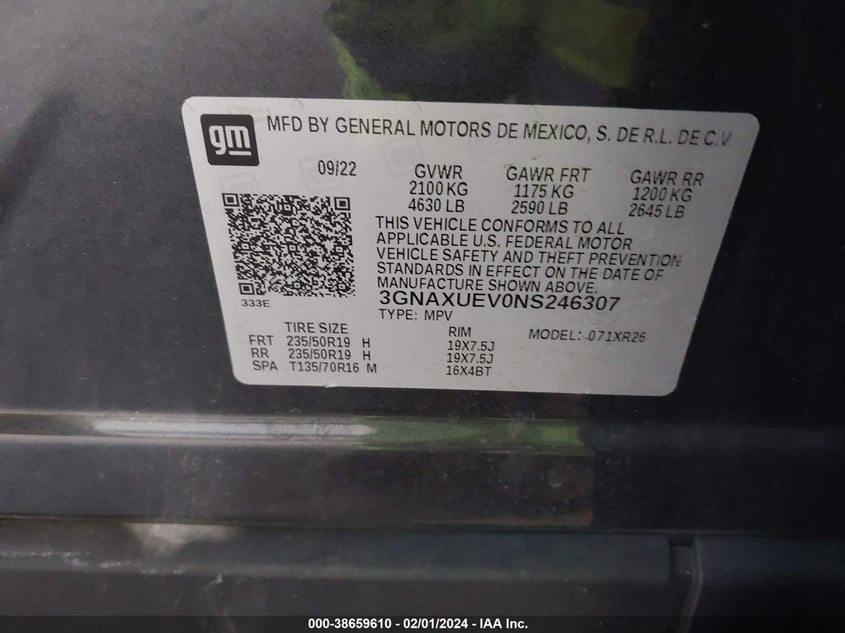 gm
MFD BY GENERAL MOTORS DE MEXICO, S. DE R.L. DE C.V.
09/22 GVWR GAWR FRT GAWR RR
2100 KG 1175 KG 1200 KG
4630 LB 2590 LB 2645 LB
THIS VEHICLE CONFORMS TO ALL
APPLICABLE U.S. FEDERAL MOTOR
VEHICLE SAFETY AND THEFT PREVENTION
STANDARDS IN EFFECT ON THE DATE OF
MANUFACTURE SHOWN ABOVE.
333E 3GNAXUEV0NS246307
TYPE: MPV
TIRE SIZE RIM MODEL: 071XR26
FRT 235/50R19 H 19X7.5J
RR 235/50R19 H 19X7.5J
SPA T135/70R16 M 16X4BT
000-38659610 - 02/01/2024 - IAA Inc.